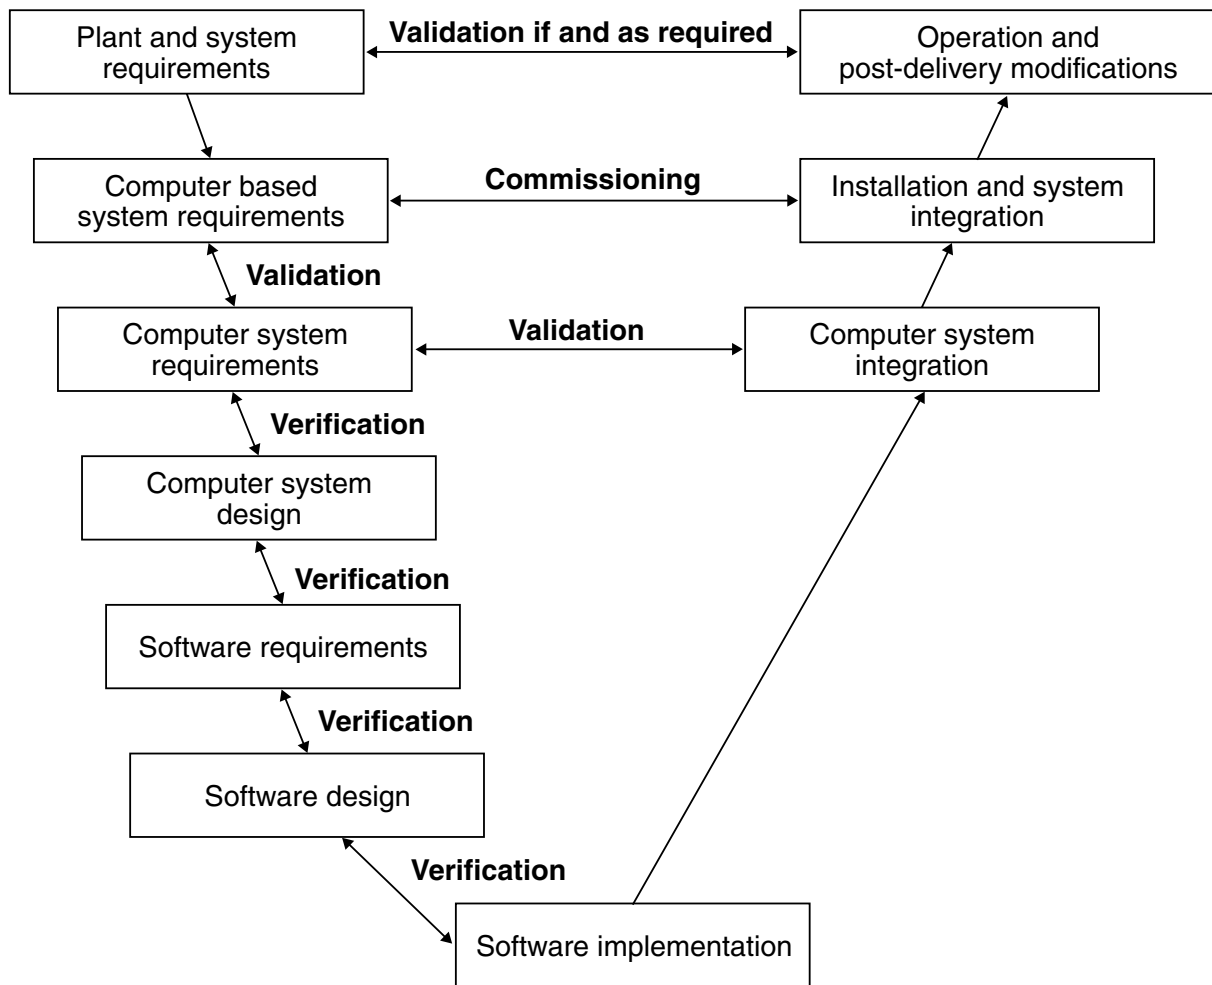 Plant and system
requirements
Validation if and as required
Operation and
post-delivery modifications
Computer based
system requirements
Commissioning
Installation and system
integration
Validation
Computer system
requirements
Validation
Computer system
integration
Verification
Computer system
design
Verification
Software requirements
Verification
Software design
Verification
Software implementation